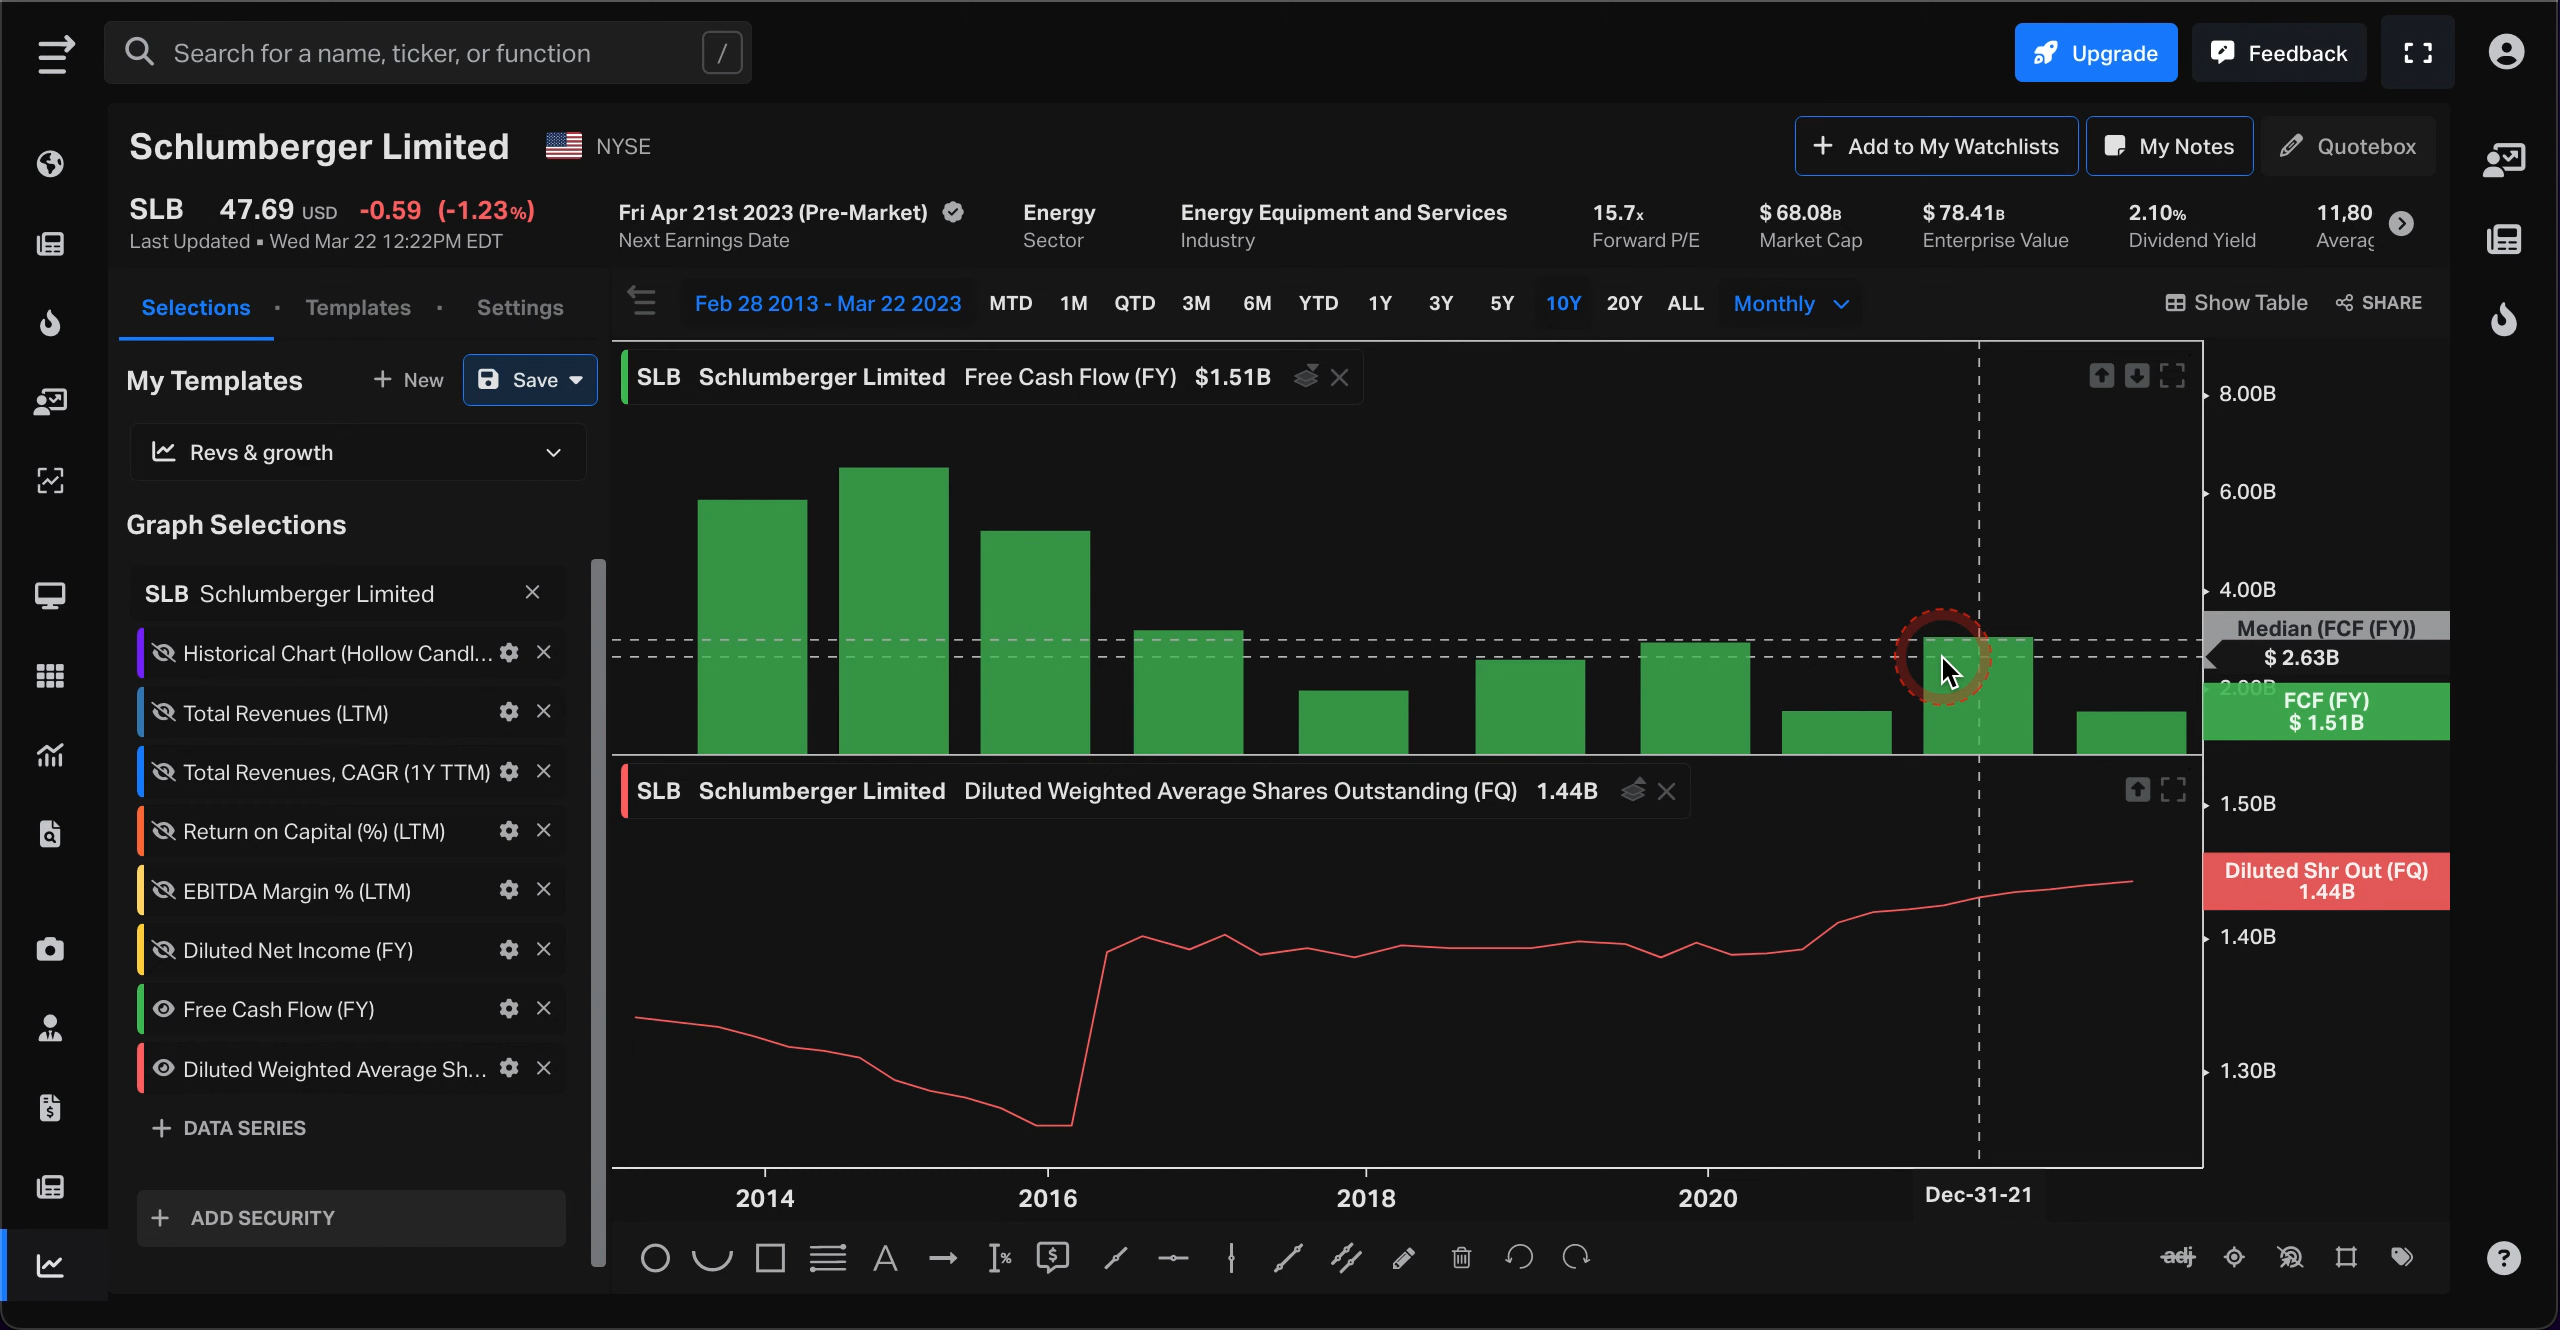 Search for a name, ticker, or function /
Upgrade
Feedback
Schlumberger Limited NYSE
Add to My Watchlists
My Notes
Quotebox
SLB 47.69 USD -0.59 (-1.23%)
Last Updated ▪ Wed Mar 22 12:22PM EDT
Fri Apr 21st 2023 (Pre-Market)
Next Earnings Date
Energy
Sector
Energy Equipment and Services
Industry
15.7x
Forward P/E
$68.08B
Market Cap
$78.41B
Enterprise Value
2.10%
Dividend Yield
11,80
Averag
Selections · Templates · Settings
Feb 28 2013 - Mar 22 2023 MTD 1M QTD 3M 6M YTD 1Y 3Y 5Y 10Y 20Y ALL Monthly
Show Table SHARE
My Templates + New Save
Revs & growth
Graph Selections
SLB Schlumberger Limited
Historical Chart (Hollow Candl...
Total Revenues (LTM)
Total Revenues, CAGR (1Y TTM)
Return on Capital (%) (LTM)
EBITDA Margin % (LTM)
Diluted Net Income (FY)
Free Cash Flow (FY)
Diluted Weighted Average Sh...
+ DATA SERIES
+ ADD SECURITY
SLB Schlumberger Limited Free Cash Flow (FY) $1.51B
8.00B
6.00B
4.00B
Median (FCF (FY))
$ 2.63B
2.00B
FCF (FY)
$ 1.51B
SLB Schlumberger Limited Diluted Weighted Average Shares Outstanding (FQ) 1.44B
1.50B
Diluted Shr Out (FQ)
1.44B
1.40B
1.30B
2014 2016 2018 2020 Dec-31-21
A
%
$
adj
?